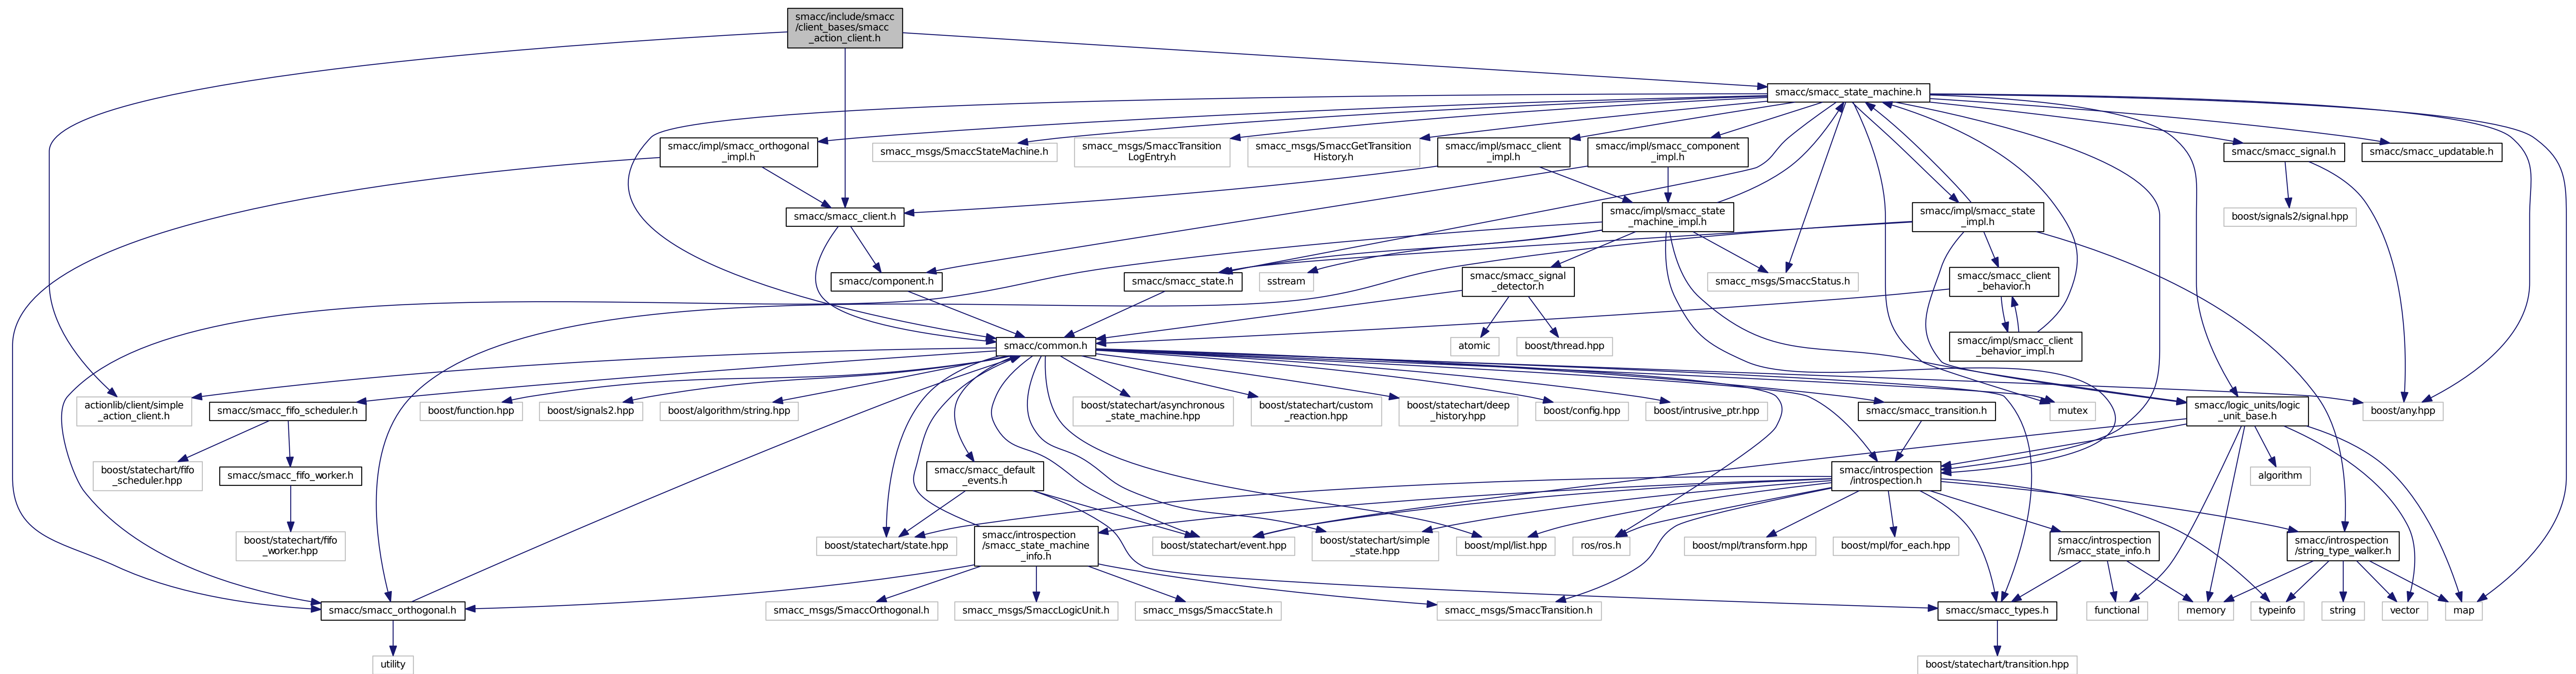 smacc/include/smacc
/client_bases/smacc
_action_client.h
smacc/smacc_state_machine.h
smacc/impl/smacc_orthogonal
_impl.h
smacc_msgs/SmaccStateMachine.h
smacc_msgs/SmaccTransition
LogEntry.h
smacc_msgs/SmaccGetTransition
History.h
smacc/impl/smacc_client
_impl.h
smacc/impl/smacc_component
_impl.h
smacc/smacc_signal.h
smacc/smacc_updatable.h
smacc/smacc_client.h
smacc/impl/smacc_state
_machine_impl.h
smacc/impl/smacc_state
_impl.h
boost/signals2/signal.hpp
smacc/component.h
smacc/smacc_state.h
sstream
smacc/smacc_signal
_detector.h
smacc_msgs/SmaccStatus.h
smacc/smacc_client
_behavior.h
smacc/common.h
atomic
boost/thread.hpp
smacc/impl/smacc_client
_behavior_impl.h
actionlib/client/simple
_action_client.h
smacc/smacc_fifo_scheduler.h
boost/function.hpp
boost/signals2.hpp
boost/algorithm/string.hpp
boost/statechart/asynchronous
_state_machine.hpp
boost/statechart/custom
_reaction.hpp
boost/statechart/deep
_history.hpp
boost/config.hpp
boost/intrusive_ptr.hpp
smacc/smacc_transition.h
mutex
smacc/logic_units/logic
_unit_base.h
boost/any.hpp
boost/statechart/fifo
_scheduler.hpp
smacc/smacc_fifo_worker.h
smacc/smacc_default
_events.h
smacc/introspection
/introspection.h
algorithm
boost/statechart/fifo
_worker.hpp
boost/statechart/state.hpp
smacc/introspection
/smacc_state_machine
_info.h
boost/statechart/event.hpp
boost/statechart/simple
_state.hpp
boost/mpl/list.hpp
ros/ros.h
boost/mpl/transform.hpp
boost/mpl/for_each.hpp
smacc/introspection
/smacc_state_info.h
smacc/introspection
/string_type_walker.h
smacc/smacc_orthogonal.h
smacc_msgs/SmaccOrthogonal.h
smacc_msgs/SmaccLogicUnit.h
smacc_msgs/SmaccState.h
smacc_msgs/SmaccTransition.h
smacc/smacc_types.h
functional
memory
typeinfo
string
vector
map
utility
boost/statechart/transition.hpp